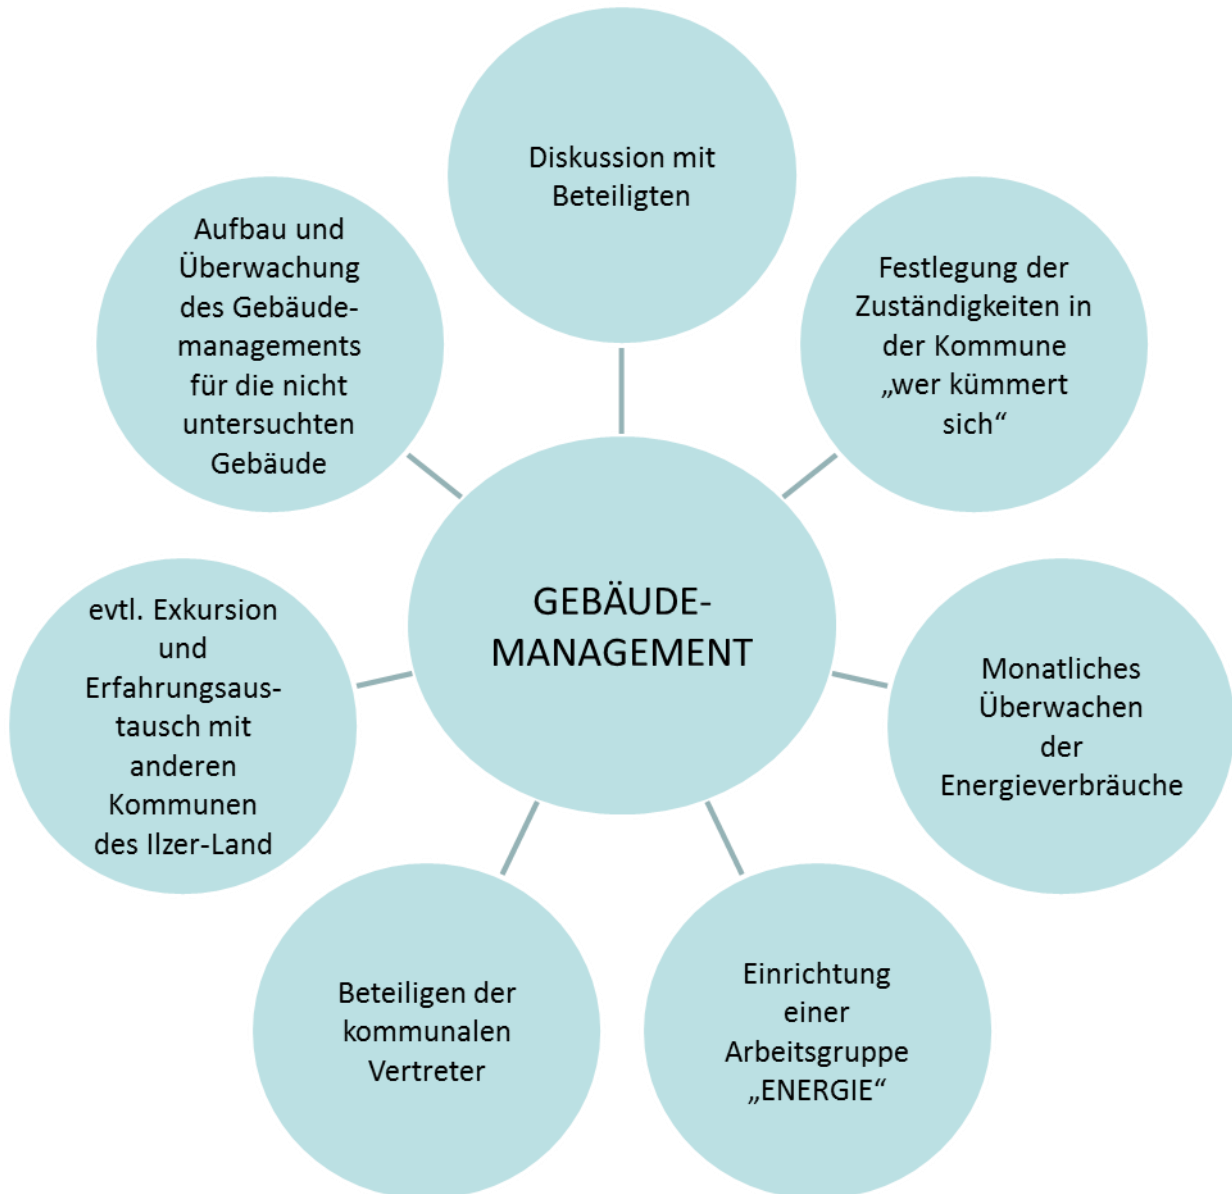 Diskussion mit
Beteiligten
Festlegung der
Zuständigkeiten in
der Kommune
„wer kümmert
sich“
Monatliches
Überwachen
der
Energieverbräuche
Einrichtung
einer
Arbeitsgruppe
„ENERGIE“
Beteiligen der
kommunalen
Vertreter
evtl. Exkursion
und
Erfahrungsaus-
tausch mit
anderen
Kommunen
des Ilzer-Land
Aufbau und
Überwachung
des Gebäude-
managements
für die nicht
untersuchten
Gebäude
GEBÄUDE-
MANAGEMENT